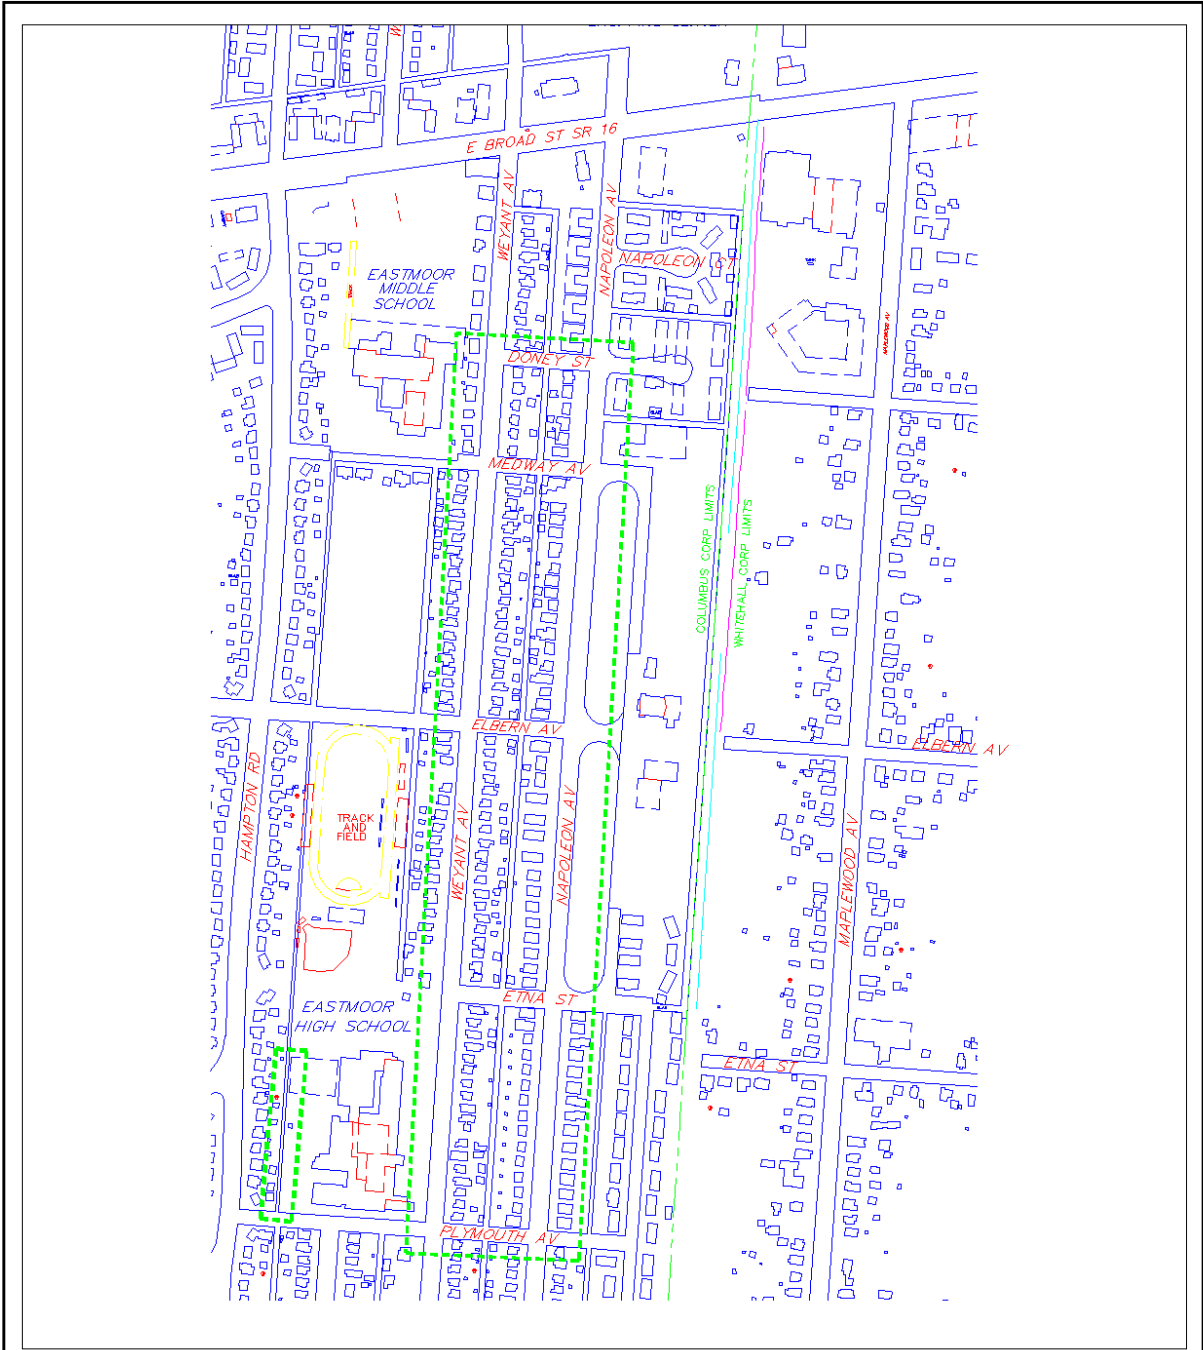 E BROAD ST SR 16
WEYANT AV
NAPOLEON AV
NAPOLEON CT
EASTMOOR
MIDDLE
SCHOOL
MAPLEWOOD AV
DONEY ST
MEDWAY AV
COLUMBUS CORP LIMITS
WHITEHALL CORP LIMITS
ELBERN AV
ELBERN AV
HAMPTON RD
TRACK
AND
FIELD
WEYANT AV
NAPOLEON AV
MAPLEWOOD AV
ETNA ST
EASTMOOR
HIGH SCHOOL
ETNA ST
PLYMOUTH AV